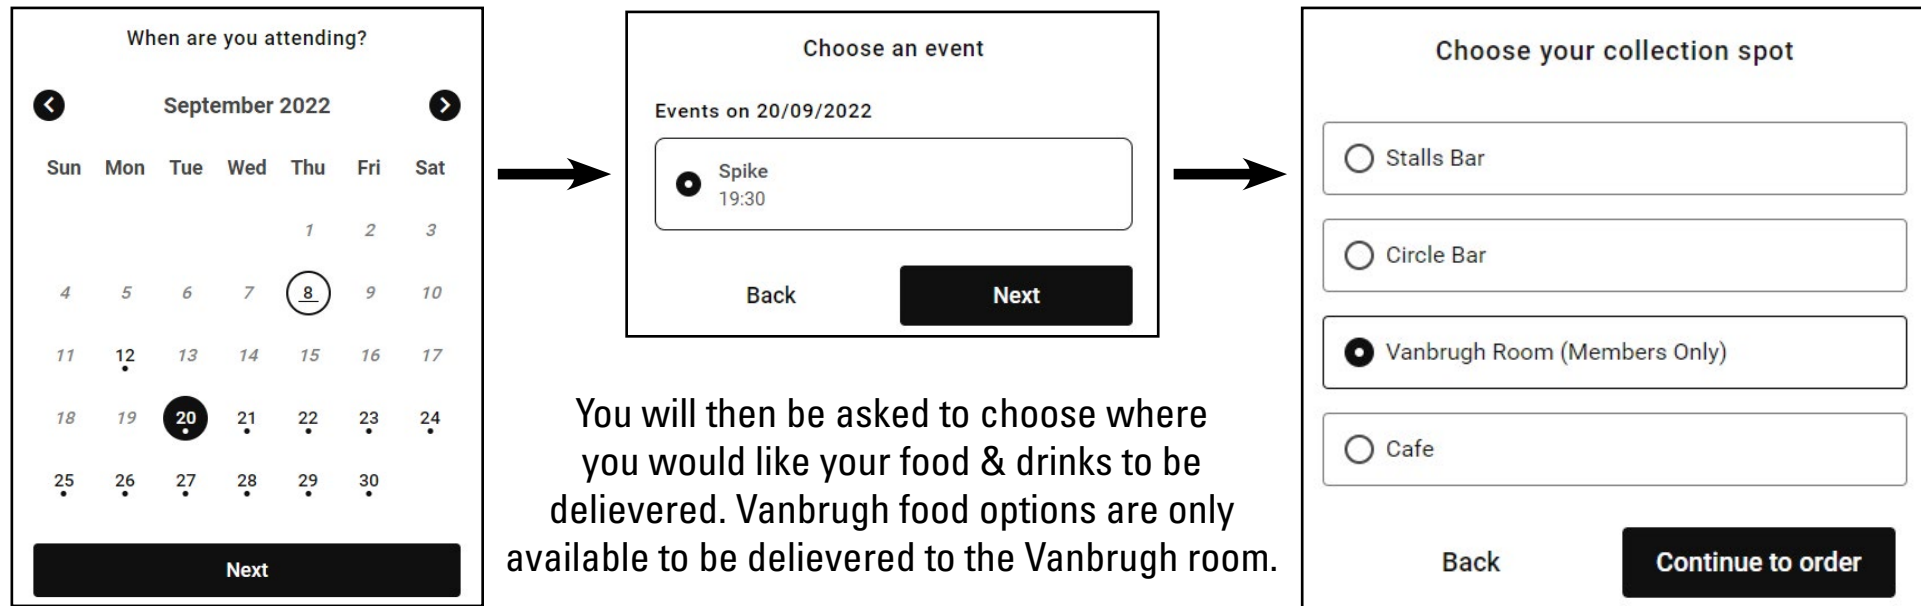 When are you attending?
September 2022
Sun Mon Tue Wed Thu Fri Sat
1 2 3
4 5 6 7 8 9 10
11 12 13 14 15 16 17
18 19 20 21 22 23 24
25 26 27 28 29 30
Next
Choose an event
Events on 20/09/2022
Spike
19:30
Back Next
You will then be asked to choose where
you would like your food & drinks to be
delievered. Vanbrugh food options are only
available to be delievered to the Vanbrugh room.
Choose your collection spot
Stalls Bar
Circle Bar
Vanbrugh Room (Members Only)
Cafe
Back Continue to order